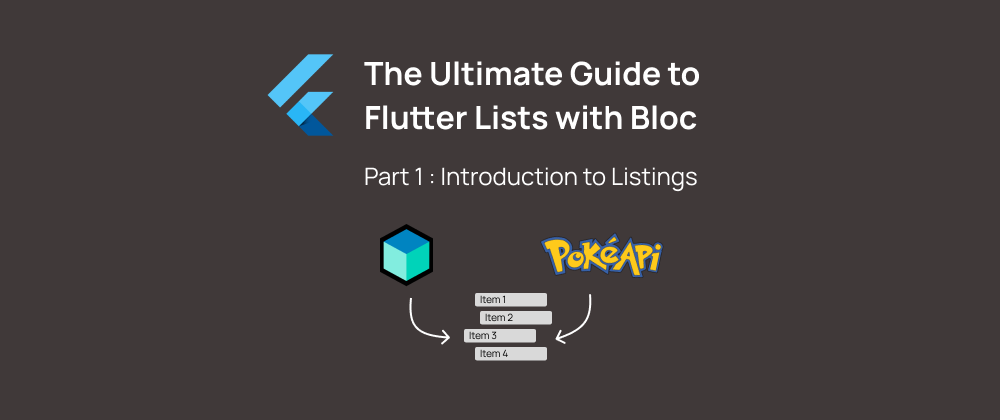 The Ultimate Guide to
Flutter Lists with Bloc
Part 1 : Introduction to Listings
PokéAPi
Item 1
Item 2
Item 3
Item 4